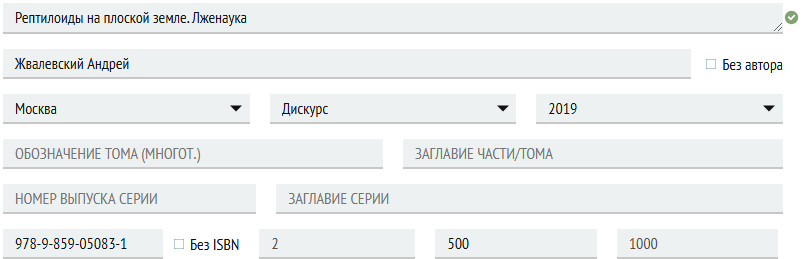 Рептилоиды на плоской земле. Лженаука
Жвалевский Андрей Без автора
Москва Дискурс 2019
ОБОЗНАЧЕНИЕ ТОМА (МНОГОТ.) ЗАГЛАВИЕ ЧАСТИ/ТОМА
НОМЕР ВЫПУСКА СЕРИИ ЗАГЛАВИЕ СЕРИИ
978-9-859-05083-1 Без ISBN 2 500 1000